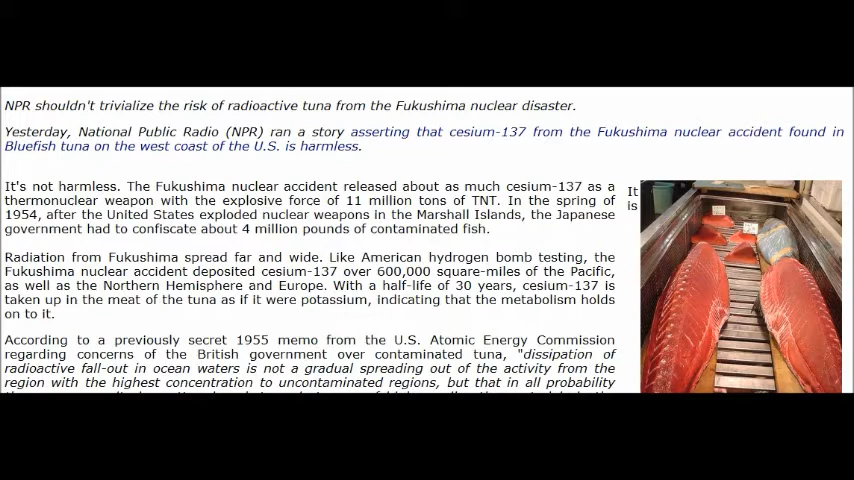 NPR shouldn't trivialize the risk of radioactive tuna from the Fukushima nuclear disaster.
Yesterday, National Public Radio (NPR) ran a story asserting that cesium-137 from the Fukushima nuclear accident found in
Bluefish tuna on the west coast of the U.S. is harmless.
It's not harmless. The Fukushima nuclear accident released about as much cesium-137 as a
thermonuclear weapon with the explosive force of 11 million tons of TNT. In the spring of
1954, after the United States exploded nuclear weapons in the Marshall Islands, the Japanese
government had to confiscate about 4 million pounds of contaminated fish.
It
is
Radiation from Fukushima spread far and wide. Like American hydrogen bomb testing, the
Fukushima nuclear accident deposited cesium-137 over 600,000 square-miles of the Pacific,
as well as the Northern Hemisphere and Europe. With a half-life of 30 years, cesium-137 is
taken up in the meat of the tuna as if it were potassium, indicating that the metabolism holds
on to it.
According to a previously secret 1955 memo from the U.S. Atomic Energy Commission
regarding concerns of the British government over contaminated tuna, "dissipation of
radioactive fall-out in ocean waters is not a gradual spreading out of the activity from the
region with the highest concentration to uncontaminated regions, but that in all probability